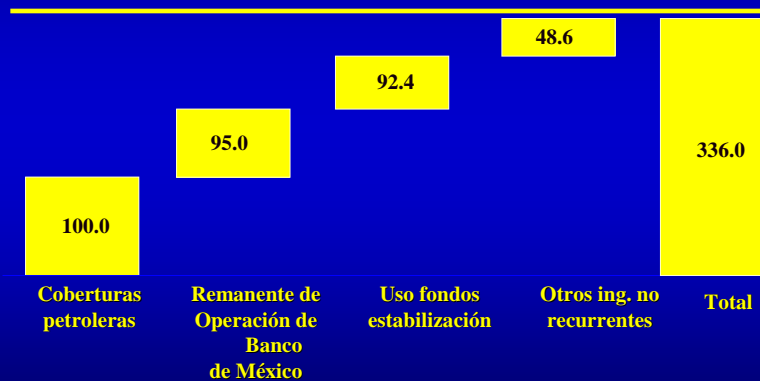 48.6
92.4
95.0
336.0
100.0
Coberturas
petroleras
Remanente de
Operación de
Banco
de México
Uso fondos
estabilización
Otros ing. no
recurrentes
Total